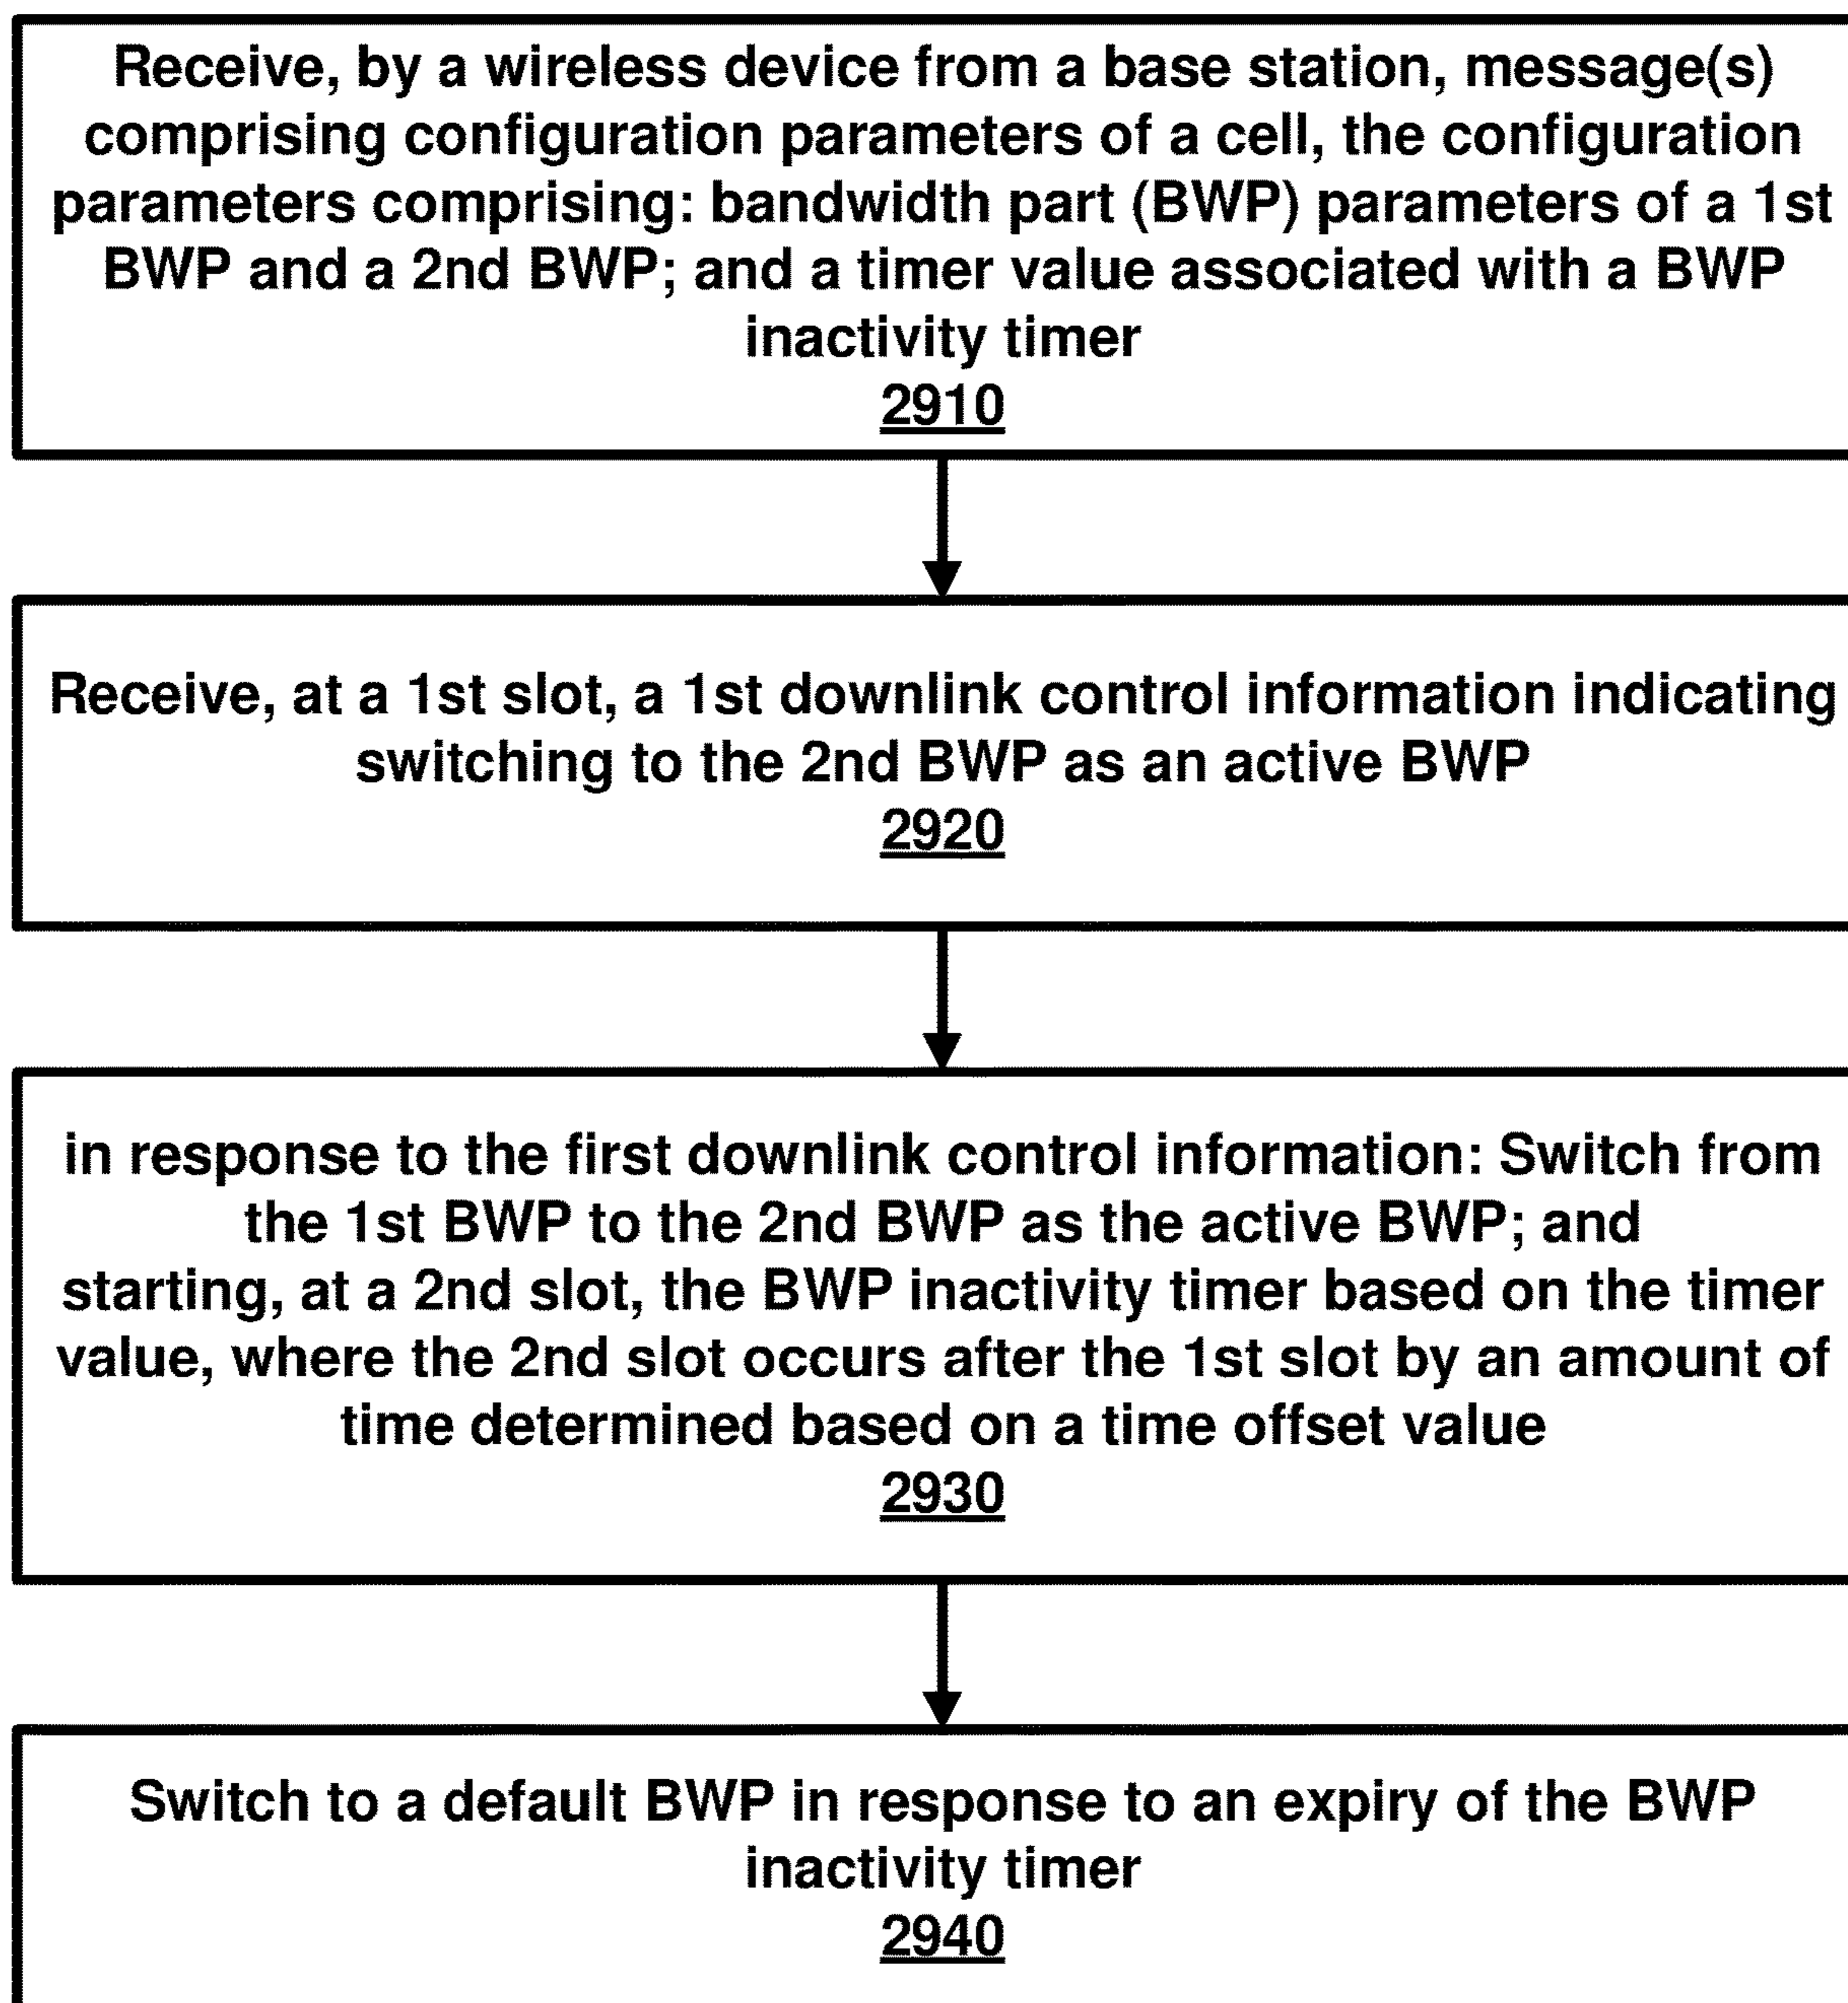 Receive, by a wireless device from a base station, message(s)
comprising configuration parameters of a cell, the configuration
parameters comprising: bandwidth part (BWP) parameters of a 1st
BWP and a 2nd BWP; and a timer value associated with a BWP
inactivity timer
2910
Receive, at a 1st slot, a 1st downlink control information indicating
switching to the 2nd BWP as an active BWP
2920
in response to the first downlink control information: Switch from
the 1st BWP to the 2nd BWP as the active BWP; and
starting, at a 2nd slot, the BWP inactivity timer based on the timer
value, where the 2nd slot occurs after the 1st slot by an amount of
time determined based on a time offset value
2930
Switch to a default BWP in response to an expiry of the BWP
inactivity timer
2940